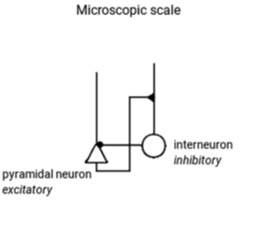 Microscopic scale
interneuron
inhibitory
pyramidal neuron
excitatory